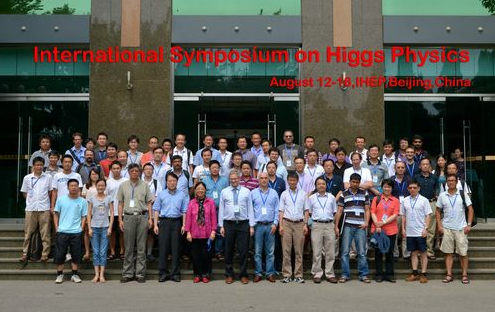 International Symposium on Higgs Physics
August 12-16,IHEP,Beijing China